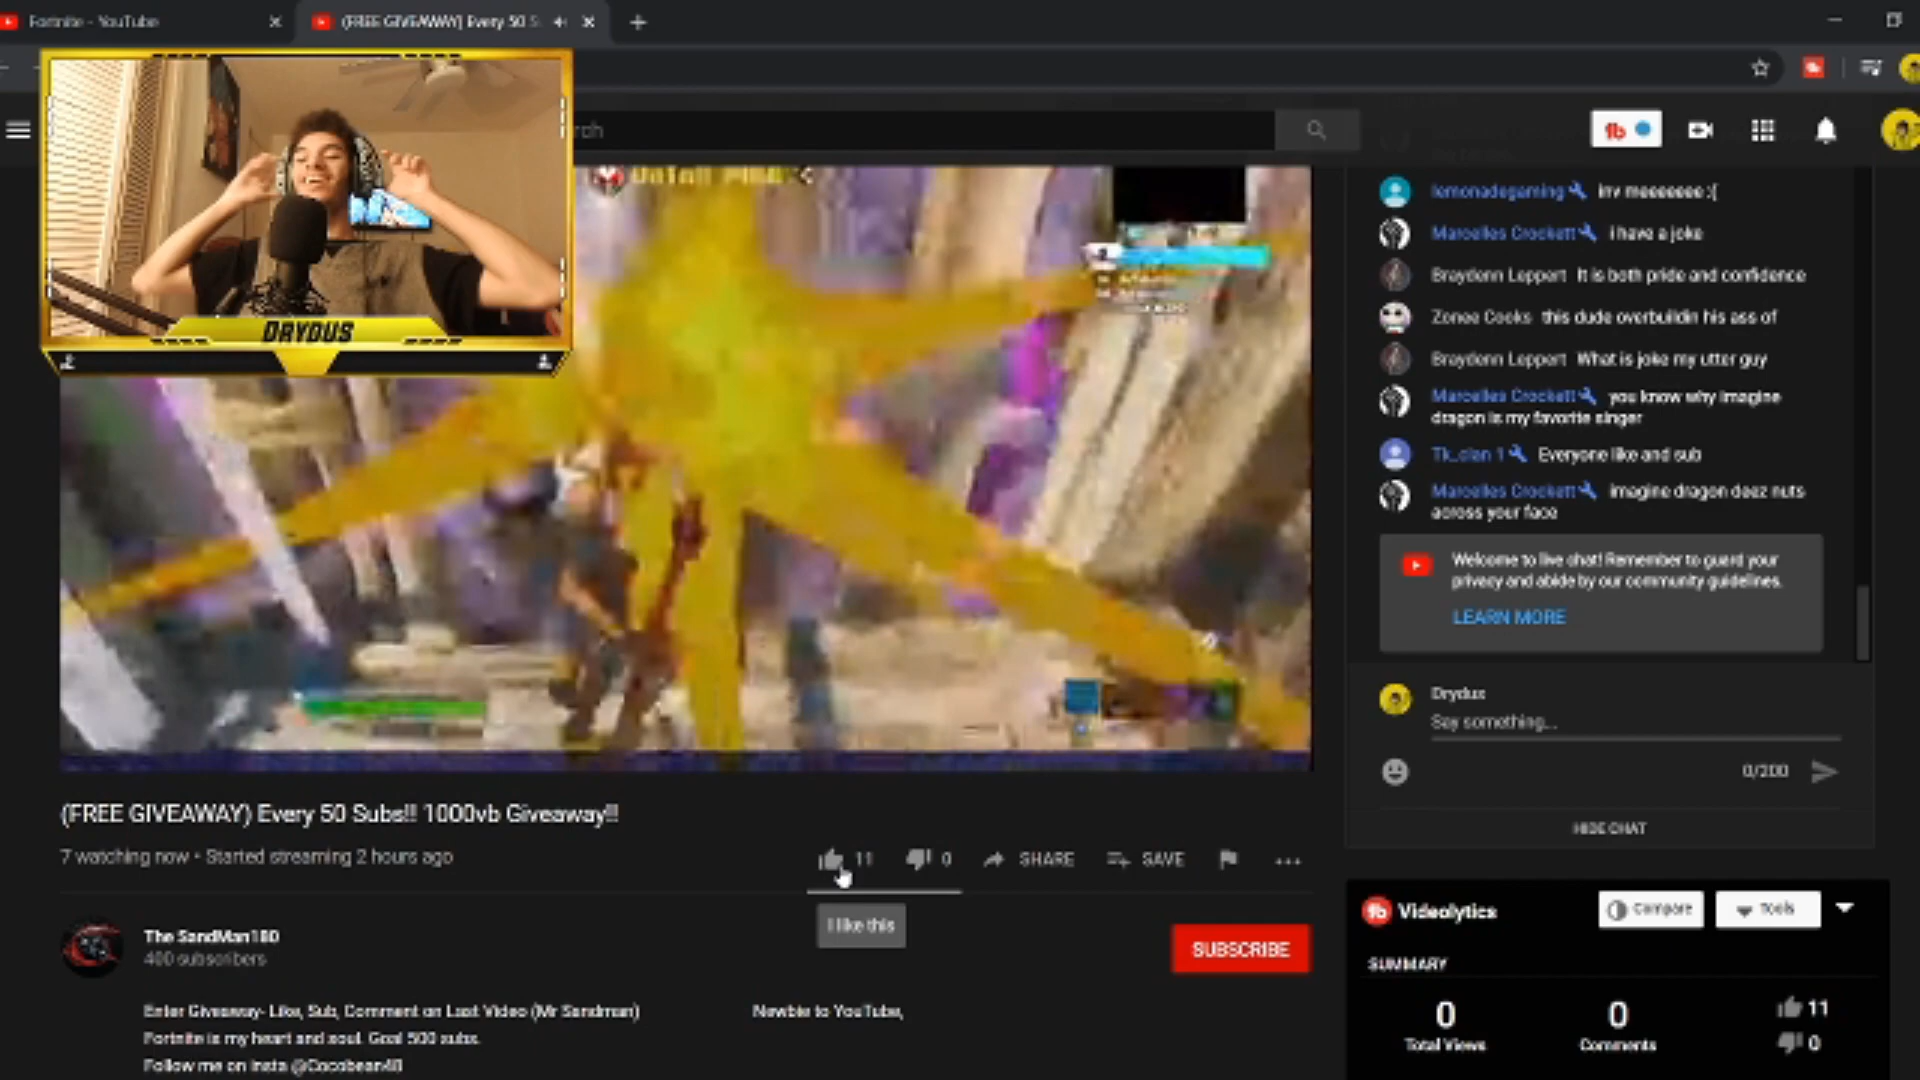 Fortnite - YouTube
(FREE GIVEAWAY) Every 50 S
rch
DRYDUS
lemonadegaming inv meeeeeee :(
Marcelles Crockett i have a joke
Braydenn Leppert It is both pride and confidence
Zonee Cooks this dude overbuildin his ass of
Braydenn Leppert What is joke my utter guy
Marcelles Crockett you know why imagine
dragon is my favorite singer
Tk_clan 1 Everyone like and sub
Marcelles Crockett imagine dragon deez nuts
across your face
Welcome to live chat! Remember to guard your
privacy and abide by our community guidelines.
LEARN MORE
Drydus
Say something...
0/200
HIDE CHAT
(FREE GIVEAWAY) Every 50 Subs!! 1000vb Giveaway!!
7 watching now • Started streaming 2 hours ago
11 0 SHARE SAVE
I like this
The SandMan180
400 subscribers
SUBSCRIBE
Enter Giveaway- Like, Sub, Comment on Last Video (Mr Sandman) Newbie to YouTube,
Fortnite is my heart and soul. Goal 500 subs.
Follow me on Insta @Cocobean48
Videolytics
Compare
Tools
SUMMARY
0
Total Views
0
Comments
11
0